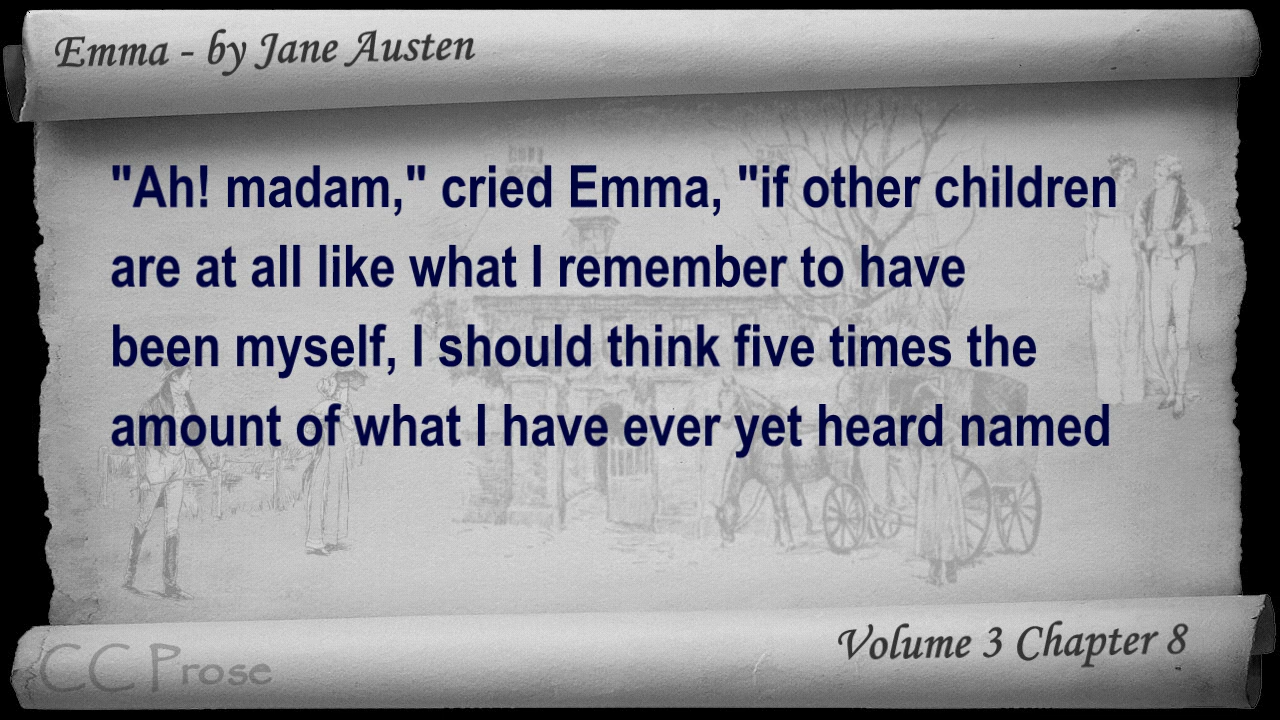 Emma - by Jane Austen
"Ah! madam," cried Emma, "if other children
are at all like what I remember to have
been myself, I should think five times the
amount of what I have ever yet heard named
Volume 3 Chapter 8
CC Prose